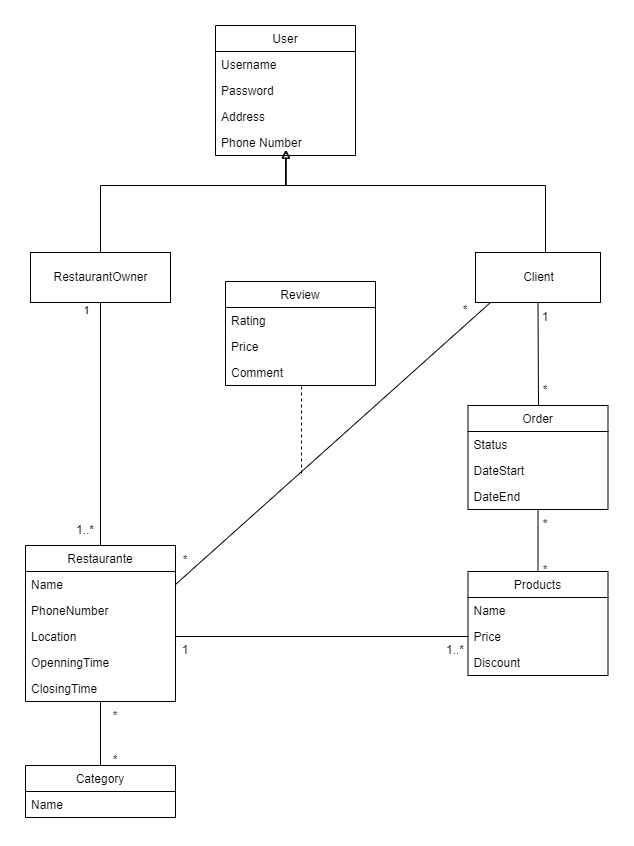 User
Username
Password
Address
Phone Number
RestaurantOwner
Client
1
Review
Rating
Price
Comment
*
1
*
Order
Status
DateStart
DateEnd
1..*
*
*
*
Restaurante
Name
PhoneNumber
Location
OpenningTime
ClosingTime
Products
Name
Price
Discount
1
1..*
*
*
Category
Name